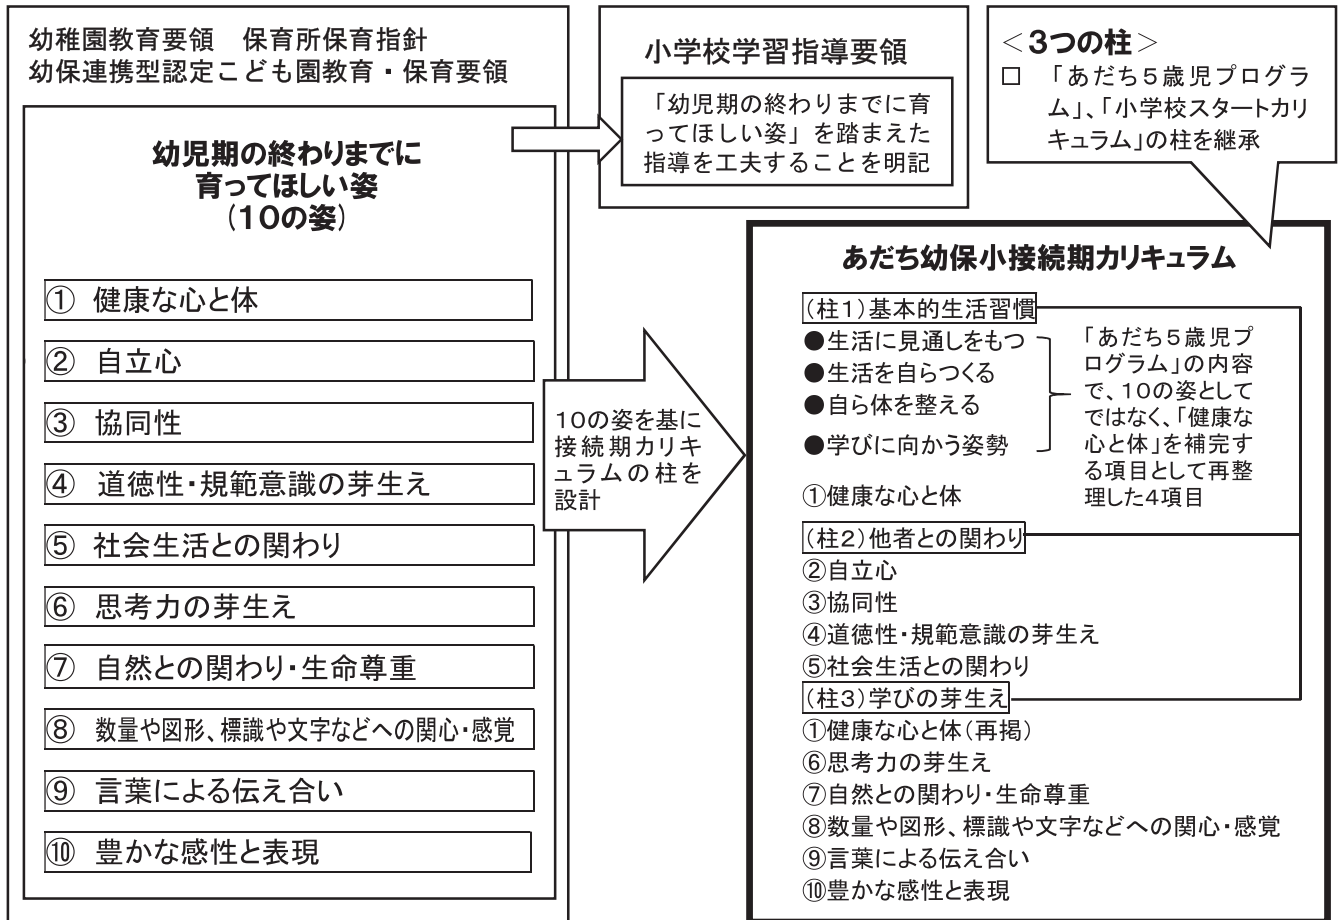 幼稚園教育要領　保育所保育指針
幼保連携型認定こども園教育・保育要領
幼児期の終わりまでに
育ってほしい姿
(10の姿)
① 健康な心と体
② 自立心
③ 協同性
④ 道徳性・規範意識の芽生え
⑤ 社会生活との関わり
⑥ 思考力の芽生え
⑦ 自然との関わり・生命尊重
⑧ 数量や図形、標識や文字などへの関心・感覚
⑨ 言葉による伝え合い
⑩ 豊かな感性と表現
小学校学習指導要領
「幼児期の終わりまでに育
ってほしい姿」を踏まえた
指導を工夫することを明記
10の姿を基に
接続期カリキ
ュラムの柱を
設計
＜3つの柱＞
□ 「あだち5歳児プログラ
ム」、「小学校スタートカリ
キュラム」の柱を継承
あだち幼保小接続期カリキュラム
(柱1)基本的生活習慣
●生活に見通しをもつ
●生活を自らつくる
●自ら体を整える
●学びに向かう姿勢
「あだち5歳児プ
ログラム」の内容
で、10の姿として
ではなく、「健康な
心と体」を補完す
る項目として再整
理した4項目
①健康な心と体
(柱2)他者との関わり
②自立心
③協同性
④道徳性・規範意識の芽生え
⑤社会生活との関わり
(柱3)学びの芽生え
①健康な心と体(再掲)
⑥思考力の芽生え
⑦自然との関わり・生命尊重
⑧数量や図形、標識や文字などへの関心・感覚
⑨言葉による伝え合い
⑩豊かな感性と表現